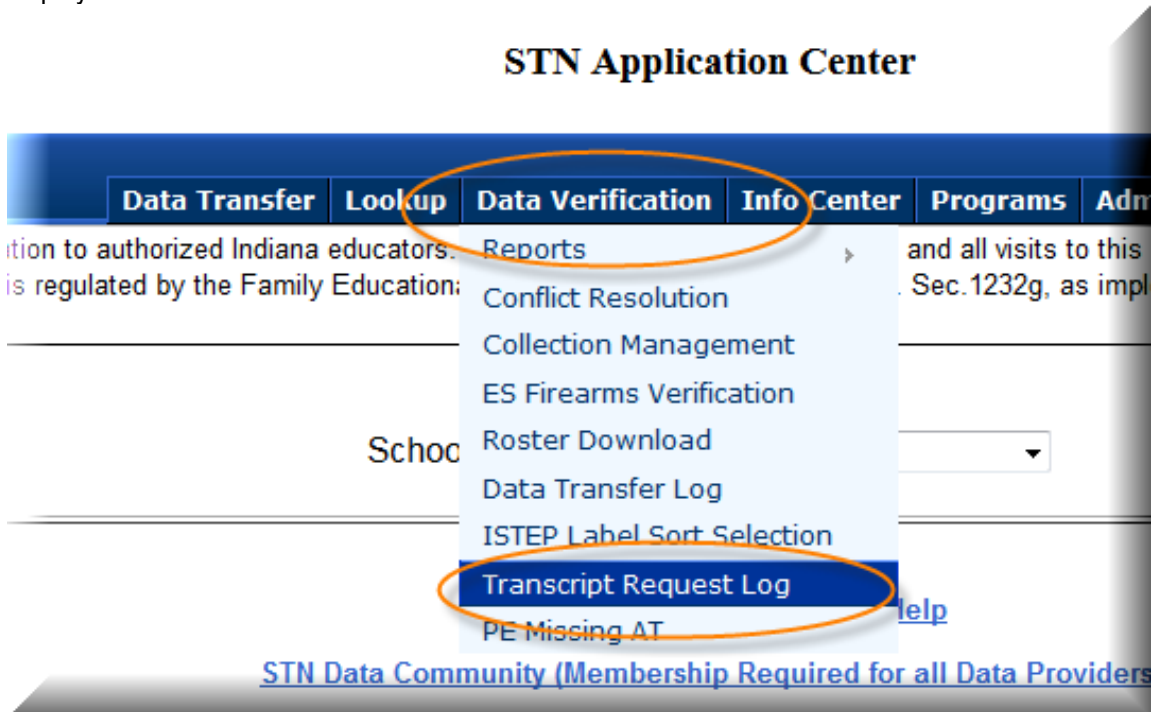 STN Application Center
Data Transfer Lookup Data Verification Info Center Programs Adm
tion to authorized Indiana educators. Reports and all visits to this
is regulated by the Family Educationa . Sec.1232g, as impl
Conflict Resolution
Collection Management
ES Firearms Verification
Schoo Roster Download
Data Transfer Log
ISTEP Label Sort Selection
Transcript Request Log
Help
PE Missing AT
STN Data Community (Membership Required for all Data Providers